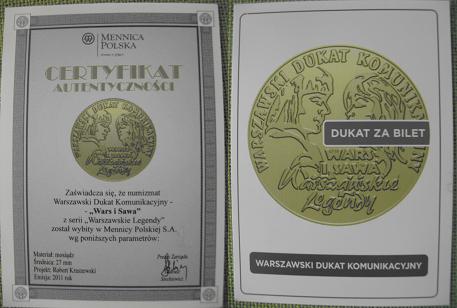 MENNICA
POLSKA
CERTYFIKAT
AUTENTYCZNOŚCI
WARSZAWSKI DUKAT KOMUNIKACYJNY
WARS
I SAWA
Warszawskie
Legendy
Zaświadcza się, że numizmat
Warszawski Dukat Komunikacyjny -
- „Wars i Sawa”
z serii „Warszawskie Legendy”
został wybity w Mennicy Polskiej S.A.
wg poniższych parametrów:
Materiał: mosiądz
Średnica: 27 mm
Projekt: Robert Kotowicz
Emisja: 2011 rok
Prezes Zarządu
WARSZAWSKI DUKAT KOMUNIKACYJNY
DUKAT ZA BILET
WARS
I SAWA
Warszawskie
Legendy
WARSZAWSKI DUKAT KOMUNIKACYJNY